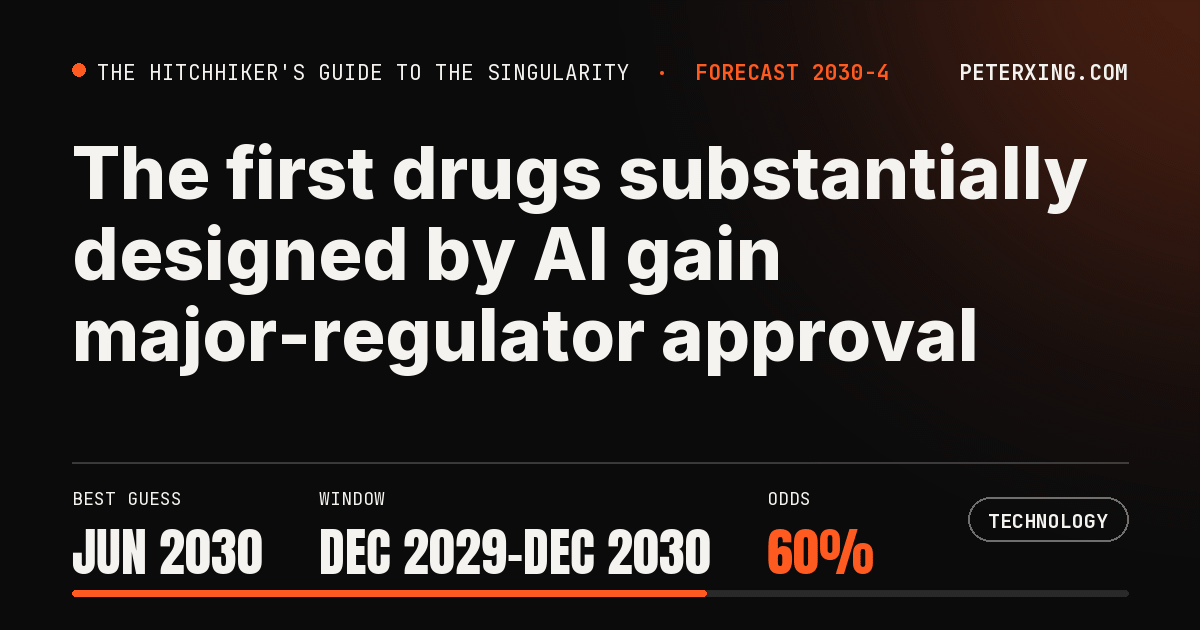 THE HITCHHIKER'S GUIDE TO THE SINGULARITY · FORECAST 2030-4 PETERXING.COM
The first drugs substantially
designed by AI gain
major-regulator approval
BEST GUESS WINDOW ODDS
JUN 2030 DEC 2029-DEC 2030 60% TECHNOLOGY